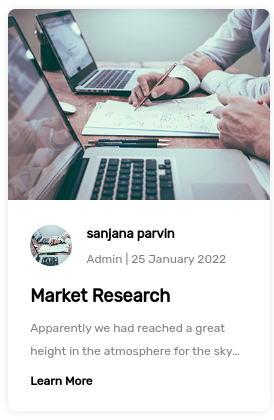 sanjana parvin
Admin | 25 January 2022
Market Research
Apparently we had reached a great
height in the atmosphere for the sky...
Learn More